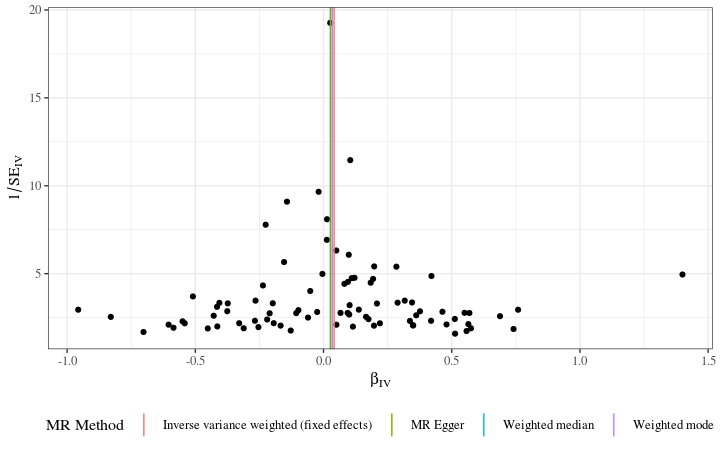 20
15
10
5
1/SE_IV
-1.0 -0.5 0.0 0.5 1.0 1.5
β_IV
MR Method Inverse variance weighted (fixed effects) MR Egger Weighted median Weighted mode